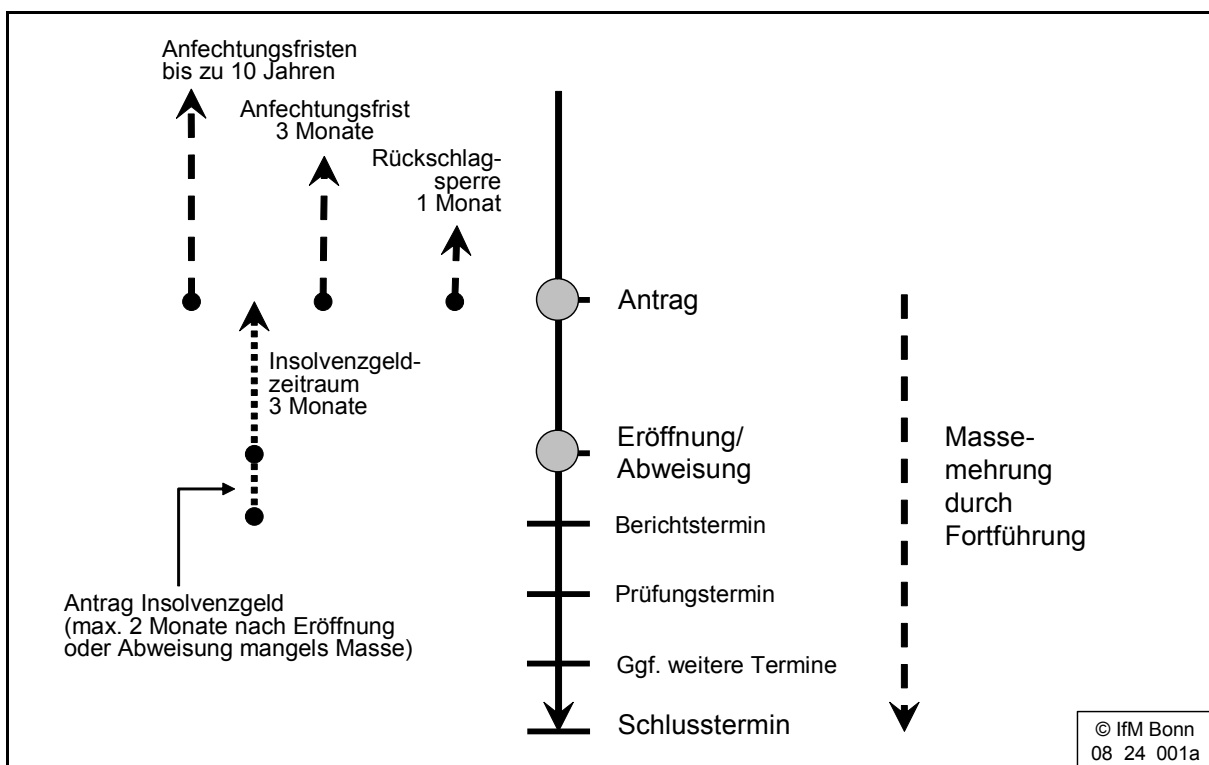 Anfechtungsfristen
bis zu 10 Jahren
Anfechtungsfrist
3 Monate
Rückschlag-
sperre
1 Monat
Antrag
Insolvenzgeld-
zeitraum
3 Monate
Eröffnung/
Abweisung
Masse-
mehrung
durch
Fortführung
Berichtstermin
Prüfungstermin
Antrag Insolvenzgeld
(max. 2 Monate nach Eröffnung
oder Abweisung mangels Masse)
Ggf. weitere Termine
Schlusstermin
© IfM Bonn
08 24 001a